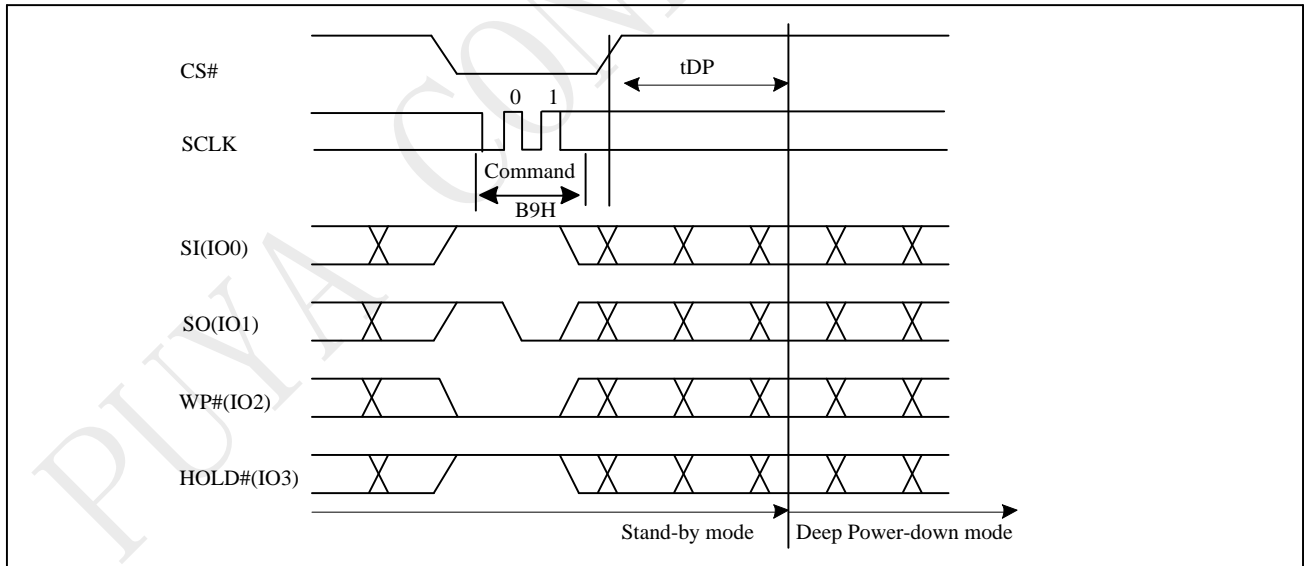 PUYA CON
CS#
tDP
0 1
SCLK
Command
B9H
SI(IO0)
SO(IO1)
WP#(IO2)
HOLD#(IO3)
Stand-by mode Deep Power-down mode